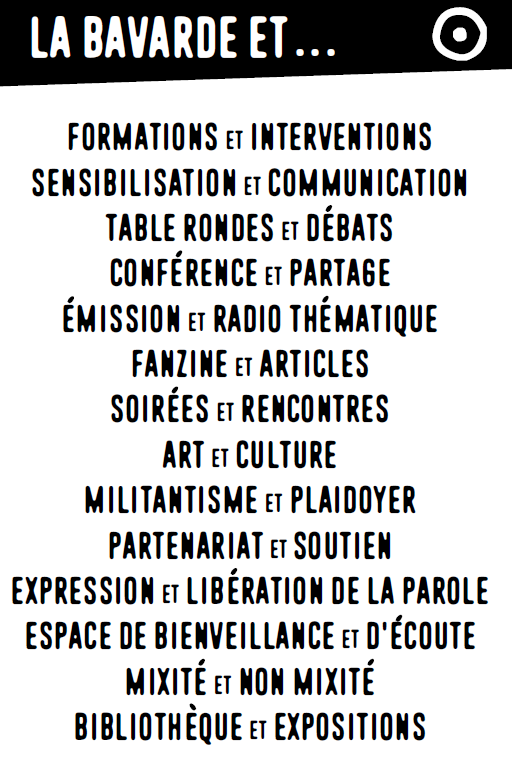 LA BAVARDE ET...
FORMATIONS ET INTERVENTIONS
SENSIBILISATION ET COMMUNICATION
TABLE RONDES ET DÉBATS
CONFÉRENCE ET PARTAGE
ÉMISSION ET RADIO THÉMATIQUE
FANZINE ET ARTICLES
SOIRÉES ET RENCONTRES
ART ET CULTURE
MILITANTISME ET PLAIDOYER
PARTENARIAT ET SOUTIEN
EXPRESSION ET LIBÉRATION DE LA PAROLE
ESPACE DE BIENVEILLANCE ET D'ÉCOUTE
MIXITÉ ET NON MIXITÉ
BIBLIOTHÈQUE ET EXPOSITIONS